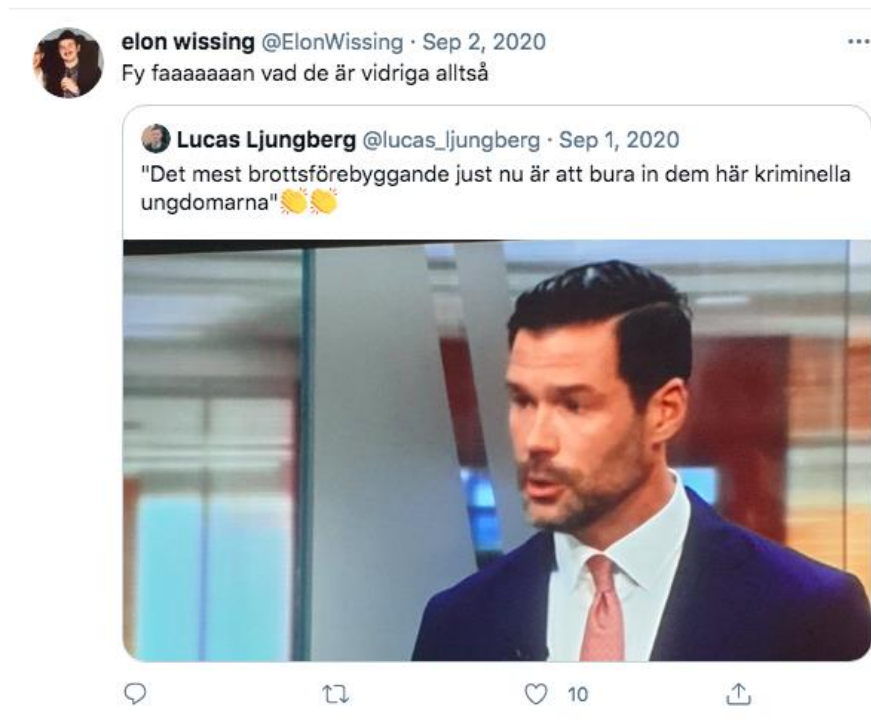 elon wissing @ElonWissing · Sep 2, 2020
Fy faaaaaaan vad de är vidriga alltså
Lucas Ljungberg @lucas_ljungberg · Sep 1, 2020
"Det mest brottsförebyggande just nu är att bura in dem här kriminella
ungdomarna"👏👏
10